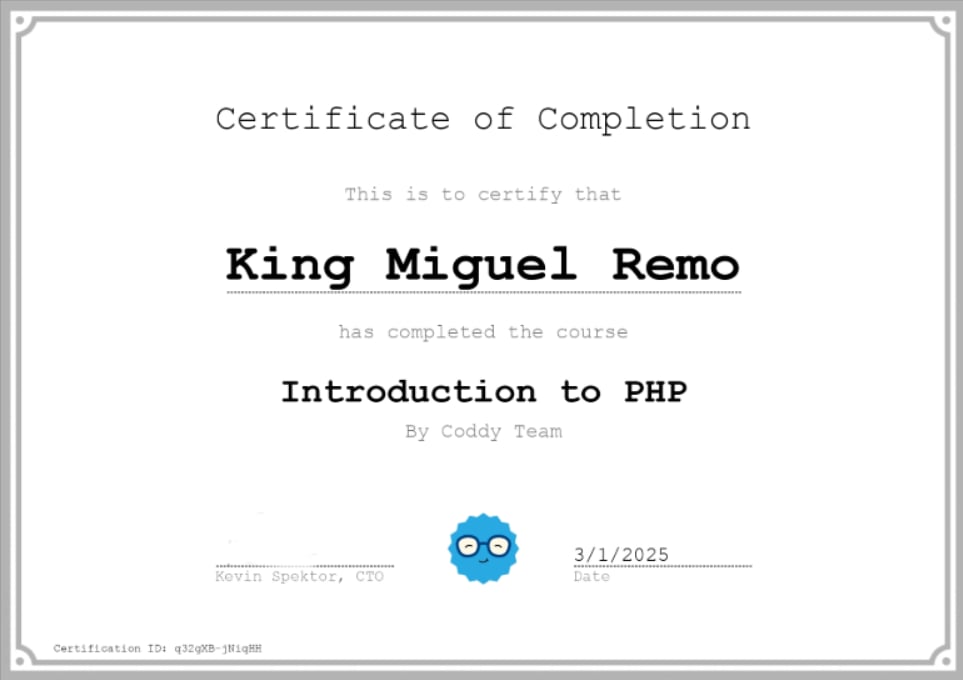 Certificate of Completion
This is to certify that
King Miguel Remo
has completed the course
Introduction to PHP
By Coddy Team
3/1/2025
Kevin Spektor, CTO
Date
Certification ID: q32gXB-jNiqHH